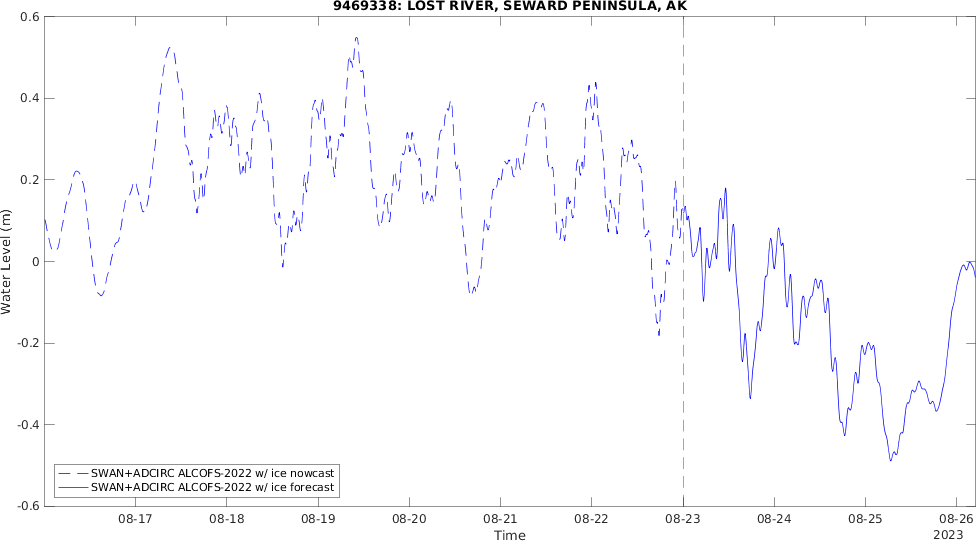 9469338: LOST RIVER, SEWARD PENINSULA, AK
0.6
0.4
0.2
0
-0.2
-0.4
-0.6
Water Level (m)
SWAN+ADCIRC ALCOFS-2022 w/ ice nowcast
SWAN+ADCIRC ALCOFS-2022 w/ ice forecast
08-17 08-18 08-19 08-20 08-21 08-22 08-23 08-24 08-25 08-26
Time 2023